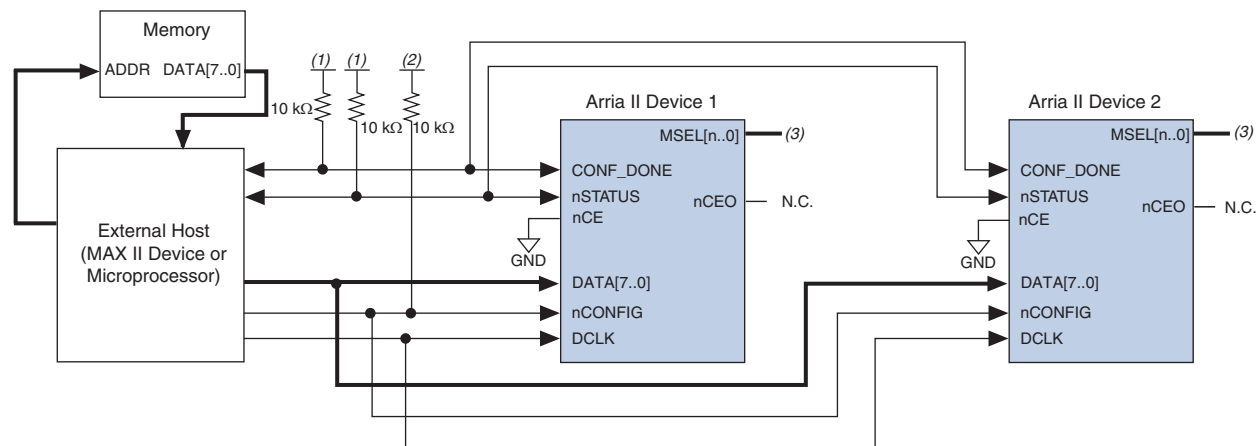 Memory
ADDR DATA[7..0]
(1) (1) (2)
10 kΩ
10 kΩ
10 kΩ
External Host
(MAX II Device or
Microprocessor)
Arria II Device 1
MSEL[n..0]
(3)
CONF_DONE
nSTATUS
nCE
nCEO
N.C.
GND
DATA[7..0]
nCONFIG
DCLK
Arria II Device 2
MSEL[n..0]
(3)
CONF_DONE
nSTATUS
nCE
nCEO
N.C.
GND
DATA[7..0]
nCONFIG
DCLK